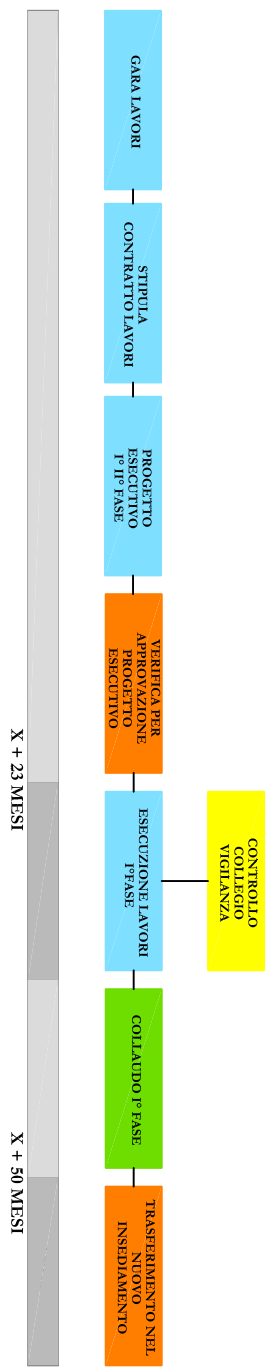 GARA LAVORI
STIPULA
CONTRATTO LAVORI
PROGETTO
ESECUTIVO
I° II° FASE
VERIFICA PER
APPROVAZIONE
PROGETTO
ESECUTIVO
ESECUZIONE LAVORI
I°FASE
CONTROLLO
COLLEGIO
VIGILANZA
COLLAUDO I° FASE
TRASFERIMENTO NEL
NUOVO
INSEDIAMENTO
X + 23 MESI
X + 50 MESI